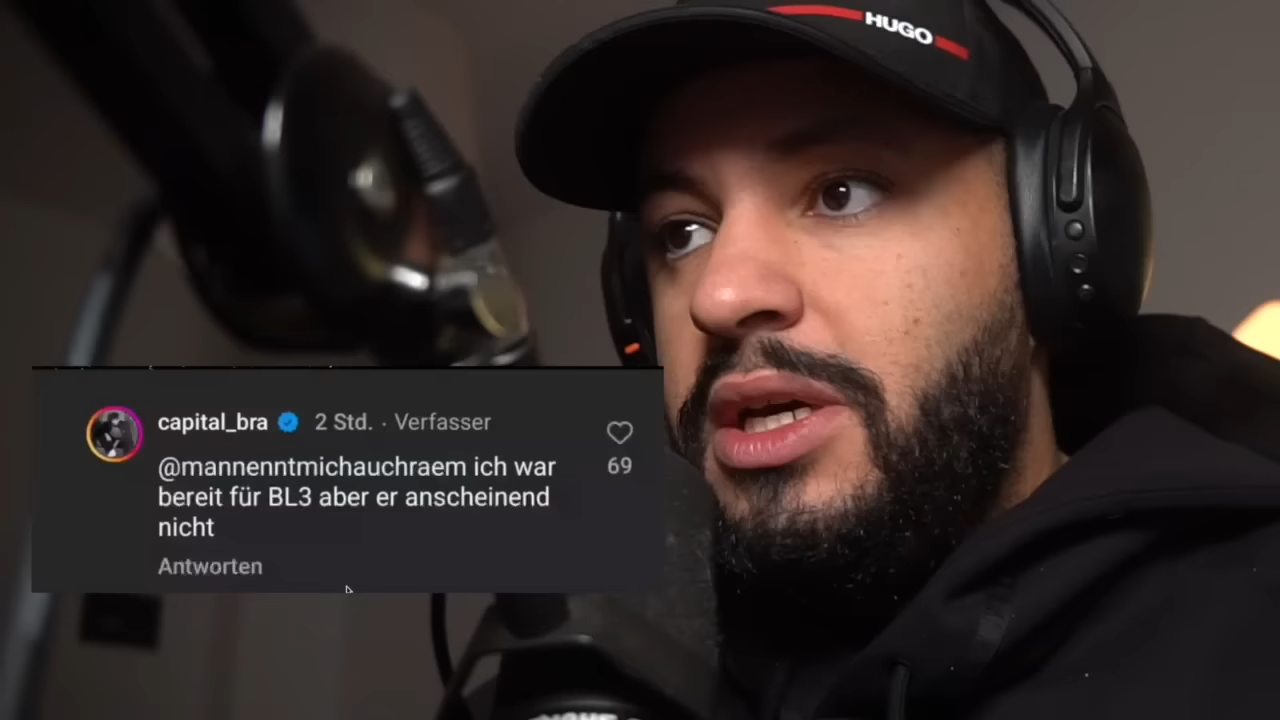 HUGO
capital_bra 2 Std. · Verfasser
@mannenntmichauchraem ich war
bereit für BL3 aber er anscheinend
nicht
69
Antworten